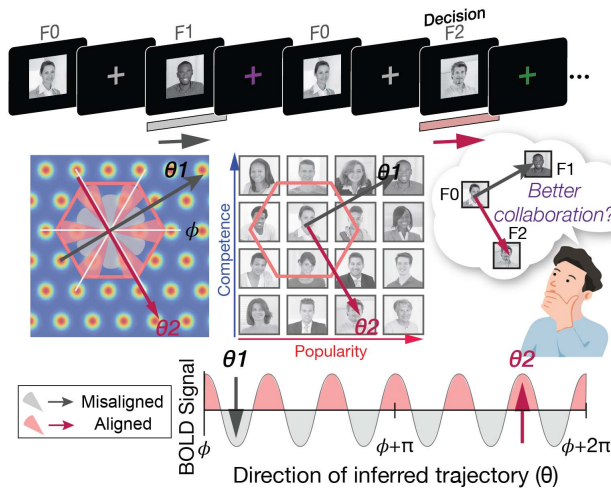 Decision
F0
F1
F0
F2
...
θ1
ϕ
θ2
Competence
θ1
θ2
Popularity
F0
F1
F2
Better
collaboration?
Misaligned
Aligned
BOLD Signal
θ1
θ2
ϕ
ϕ+π
ϕ+2π
Direction of inferred trajectory (θ)